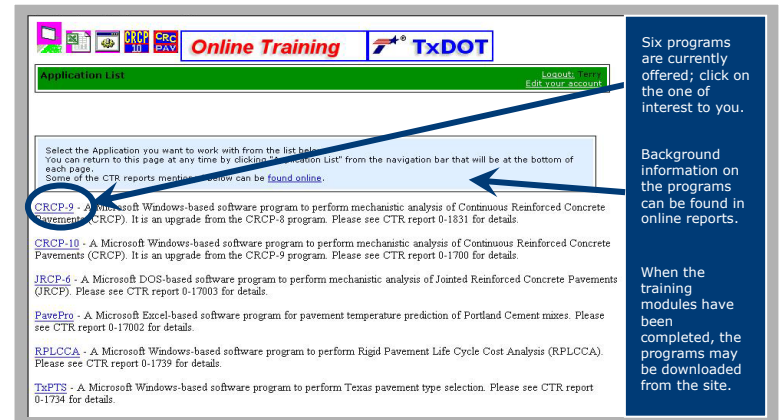 CRCP 10
CRC PAV
Online Training
TxDOT
Application List
Logout: Terry
Edit your account
Select the Application you want to work with from the list below.
You can return to this page at any time by clicking "Application List" from the navigation bar that will be at the bottom of
each page.
Some of the CTR reports mentioned below can be found online.
CRCP-9 - A Microsoft Windows-based software program to perform mechanistic analysis of Continuous Reinforced Concrete
Pavements (CRCP). It is an upgrade from the CRCP-8 program. Please see CTR report 0-1831 for details.
CRCP-10 - A Microsoft Windows-based software program to perform mechanistic analysis of Continuous Reinforced Concrete
Pavements (CRCP). It is an upgrade from the CRCP-9 program. Please see CTR report 0-1700 for details.
JRCP-6 - A Microsoft DOS-based software program to perform mechanistic analysis of Jointed Reinforced Concrete Pavements
(JRCP). Please see CTR report 0-17003 for details.
PavePro - A Microsoft Excel-based software program for pavement temperature prediction of Portland Cement mixes. Please
see CTR report 0-17002 for details.
RPLCCA - A Microsoft Windows-based software program to perform Rigid Pavement Life Cycle Cost Analysis (RPLCCA).
Please see CTR report 0-1739 for details.
TxPTS - A Microsoft Windows-based software program to perform Texas pavement type selection. Please see CTR report
0-1734 for details.
Six programs
are currently
offered; click on
the one of
interest to you.
Background
information on
the programs
can be found in
online reports.
When the
training
modules have
been
completed, the
programs may
be downloaded
from the site.